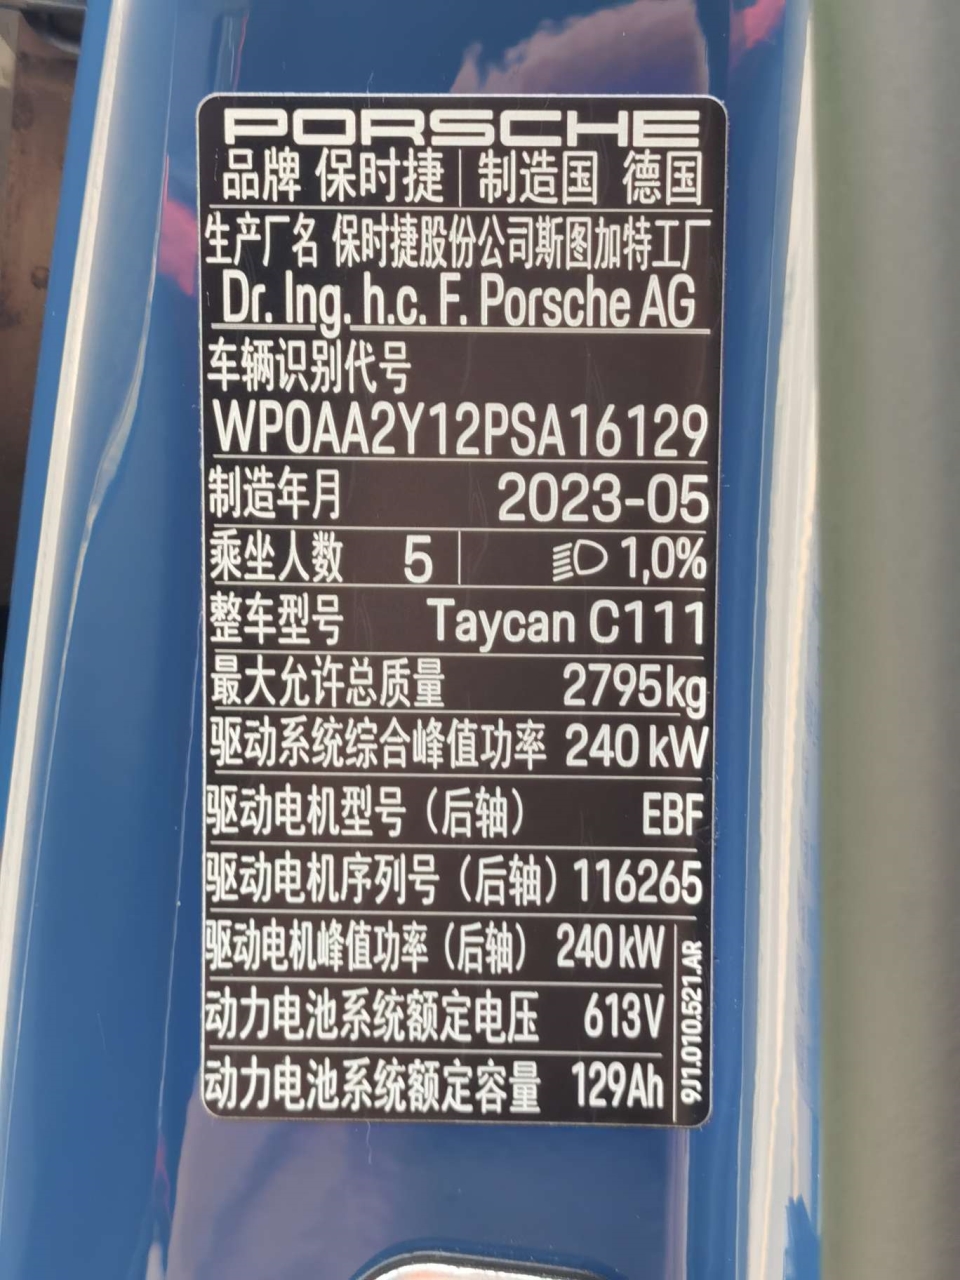 PORSCHE
品牌 保时捷 制造国 德国
生产厂名 保时捷股份公司斯图加特工厂
Dr. Ing. h.c. F. Porsche AG
车辆识别代号
WP0AA2Y12PSA16129
制造年月 2023-05
乘坐人数 5 1,0%
整车型号 Taycan C111
最大允许总质量 2795kg
驱动系统综合峰值功率 240 kW
驱动电机型号（后轴） EBF
驱动电机序列号（后轴） 116265
驱动电机峰值功率（后轴） 240 kW
动力电池系统额定电压 613V
动力电池系统额定容量 129Ah
9J1.010.521.AR